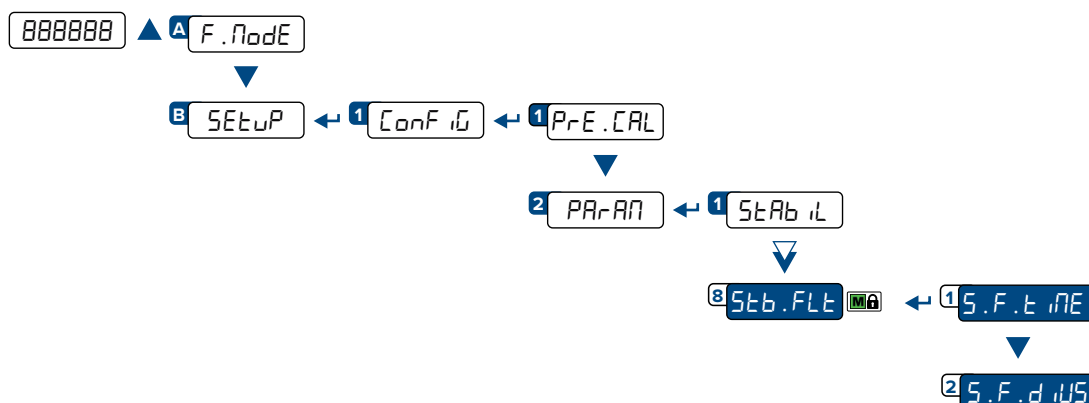 888888 A F.ModE
B SEtuP 1 ConFiG 1 PrE.CAL
2 PArAM 1 StAbiL
8 Stb.FLt M 1 S.F.tiME
2 S.F.diUS